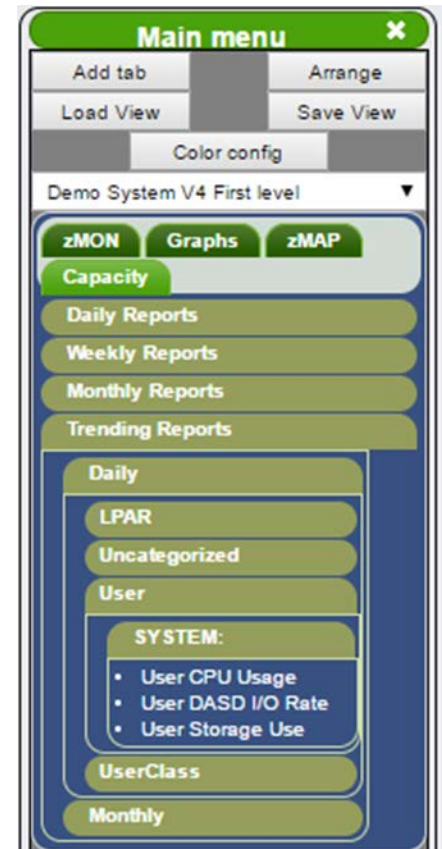 Main menu ×
Add tab Arrange
Load View Save View
Color config
Demo System V4 First level ▼
zMON Graphs zMAP
Capacity
Daily Reports
Weekly Reports
Monthly Reports
Trending Reports
Daily
LPAR
Uncategorized
User
SYSTEM:
• User CPU Usage
• User DASD I/O Rate
• User Storage Use
UserClass
Monthly